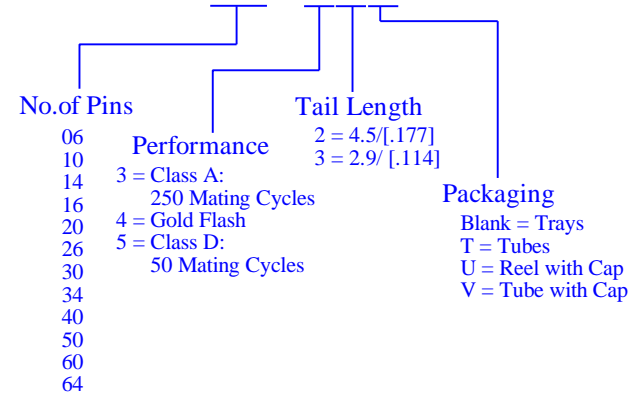 No.of Pins
06
10
14
16
20
26
30
34
40
50
60
64
Performance
3 = Class A:
250 Mating Cycles
4 = Gold Flash
5 = Class D:
50 Mating Cycles
Tail Length
2 = 4.5/[.177]
3 = 2.9/ [.114]
Packaging
Blank = Trays
T = Tubes
U = Reel with Cap
V = Tube with Cap